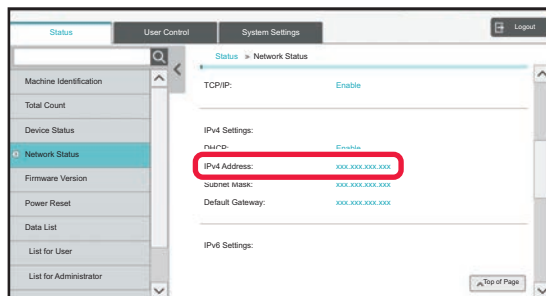 Status User Control System Settings Logout
Status » Network Status
Machine Identification
Total Count
Device Status
Network Status
Firmware Version
Power Reset
Data List
List for User
List for Administrator
TCP/IP: Enable
IPv4 Settings:
DHCP: Enable
IPv4 Address: xxx.xxx.xxx.xxx
Subnet Mask: xxx.xxx.xxx.xxx
Default Gateway: xxx.xxx.xxx.xxx
IPv6 Settings:
Top of Page